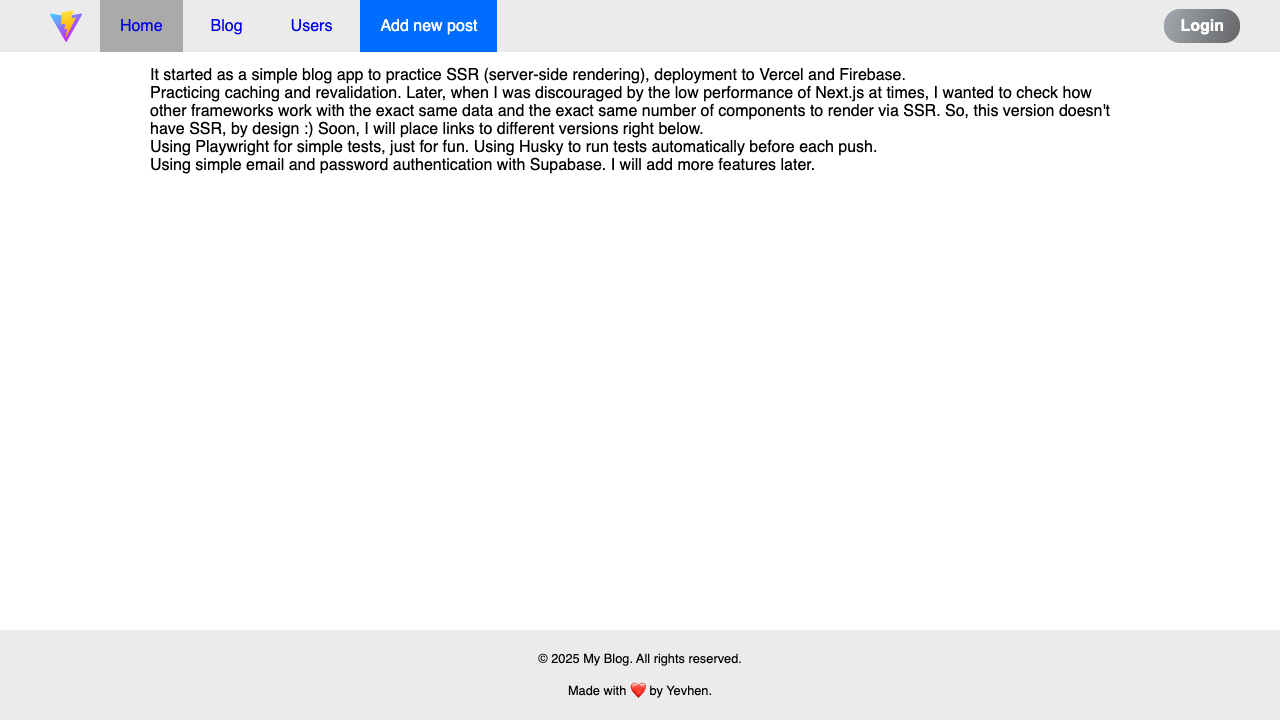 Home
Blog
Users
Add new post
Login
It started as a simple blog app to practice SSR (server-side rendering), deployment to Vercel and Firebase.
Practicing caching and revalidation. Later, when I was discouraged by the low performance of Next.js at times, I wanted to check how
other frameworks work with the exact same data and the exact same number of components to render via SSR. So, this version doesn't
have SSR, by design :) Soon, I will place links to different versions right below.
Using Playwright for simple tests, just for fun. Using Husky to run tests automatically before each push.
Using simple email and password authentication with Supabase. I will add more features later.
© 2025 My Blog. All rights reserved.
Made with ❤️ by Yevhen.